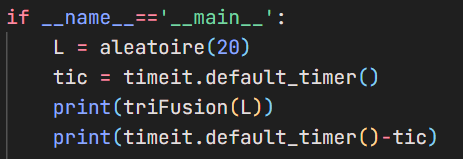 if __name__=='__main__':
    L = aleatoire(20)
    tic = timeit.default_timer()
    print(triFusion(L))
    print(timeit.default_timer()-tic)